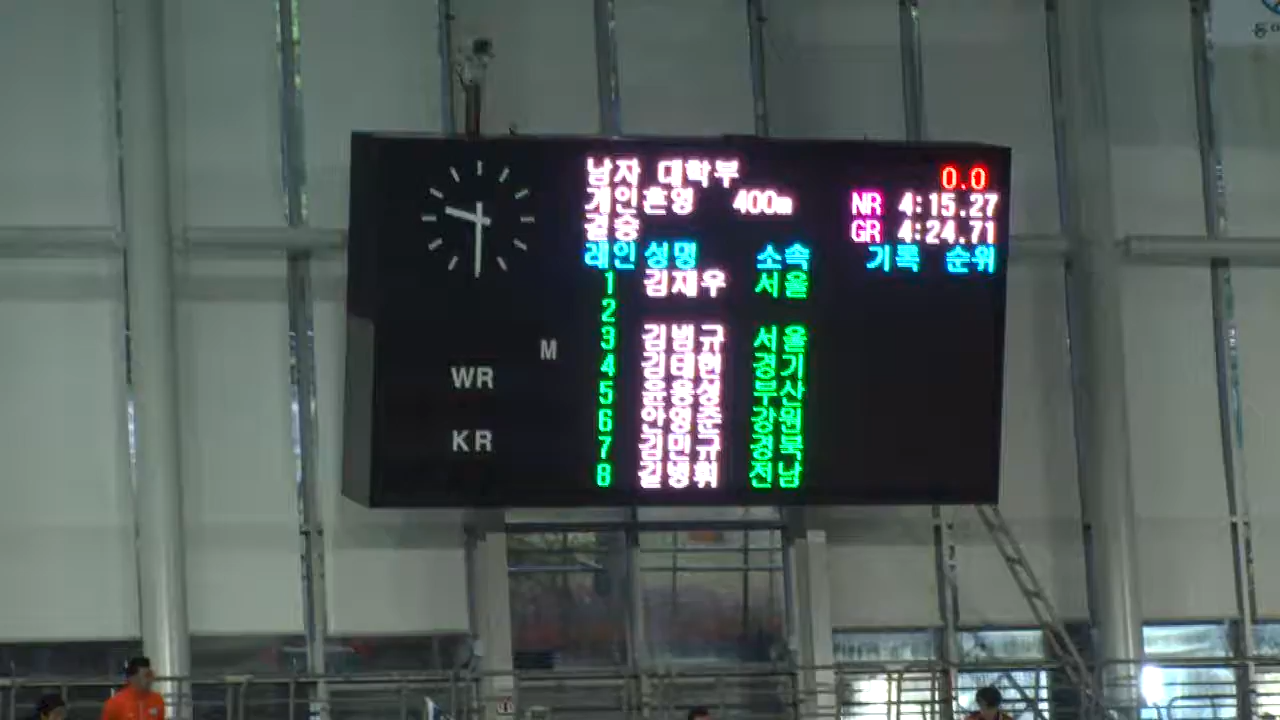 남자 대학부
0.0
개인혼영 400m
NR 4:15.27
결승
GR 4:24.71
레인 성명 소속 기록 순위
1 김재우 서울
2
3 김범규 서울
4 김태현 경기
5 윤용성 부산
6 안영준 강원
7 김민규 경북
8 길병휘 전남
M
WR
KR